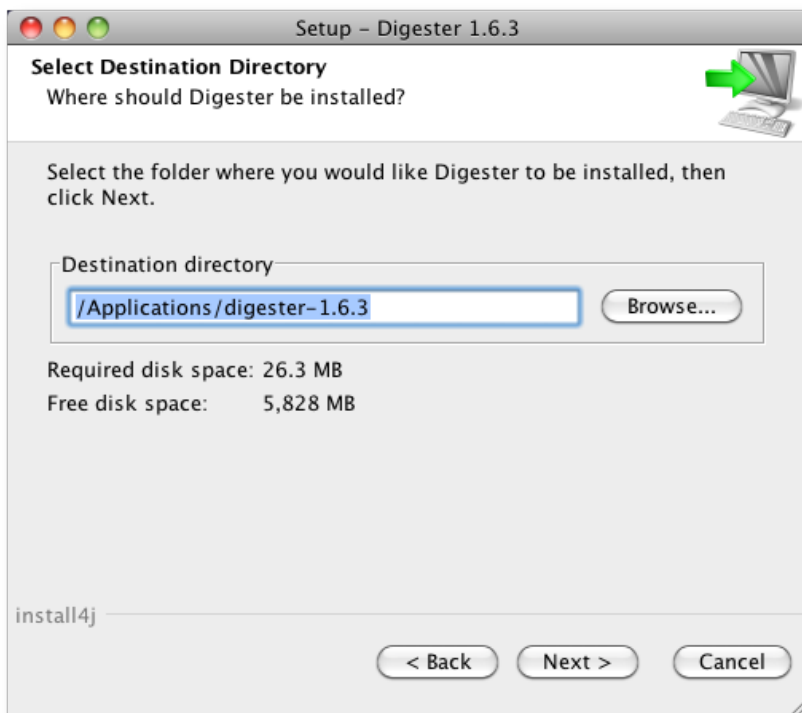 Setup – Digester 1.6.3
Select Destination Directory
Where should Digester be installed?
Select the folder where you would like Digester to be installed, then
click Next.
Destination directory
/Applications/digester-1.6.3
Browse...
Required disk space: 26.3 MB
Free disk space: 5,828 MB
install4j
< Back
Next >
Cancel